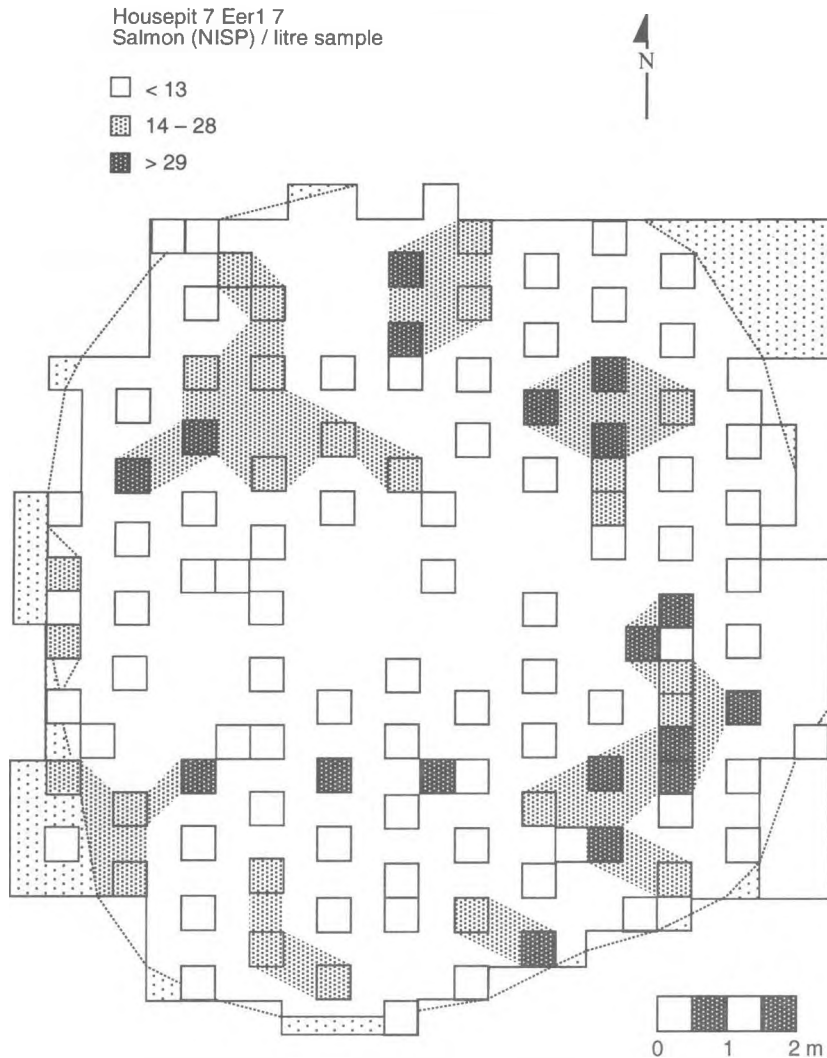 Housepit 7 Eer1 7
Salmon (NISP) / litre sample
< 13
14 – 28
> 29
N
0 1 2 m